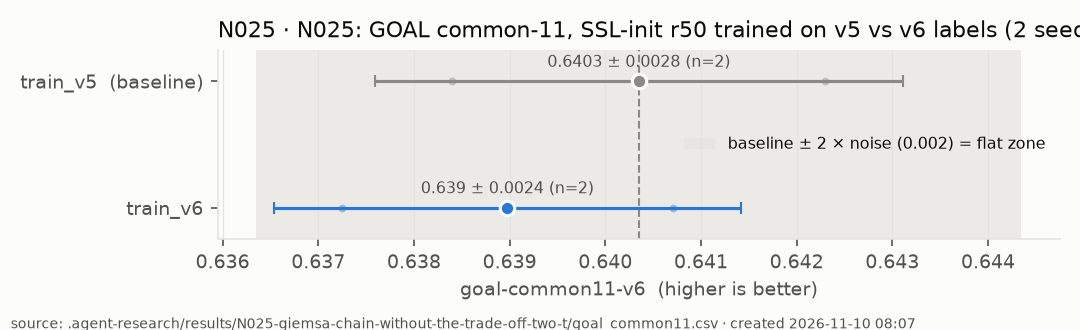 N025 · N025: GOAL common-11, SSL-init r50 trained on v5 vs v6 labels (2 seed
0.6403 ± 0.0028 (n=2)
train_v5 (baseline)
baseline ± 2 × noise (0.002) = flat zone
0.639 ± 0.0024 (n=2)
train_v6
0.636 0.637 0.638 0.639 0.640 0.641 0.642 0.643 0.644
goal-common11-v6 (higher is better)
source: .agent-research/results/N025-giemsa-chain-without-the-trade-off-two-t/goal_common11.csv · created 2026-11-10 08:07